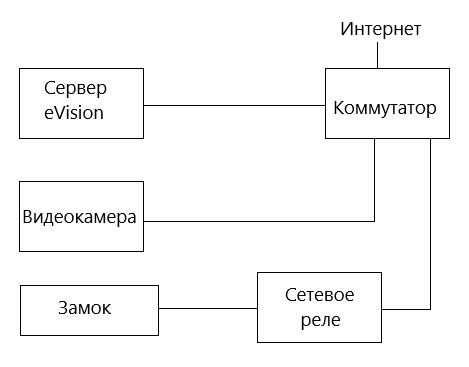 Интернет
Сервер
eVision
Коммутатор
Видеокамера
Замок
Сетевое
реле